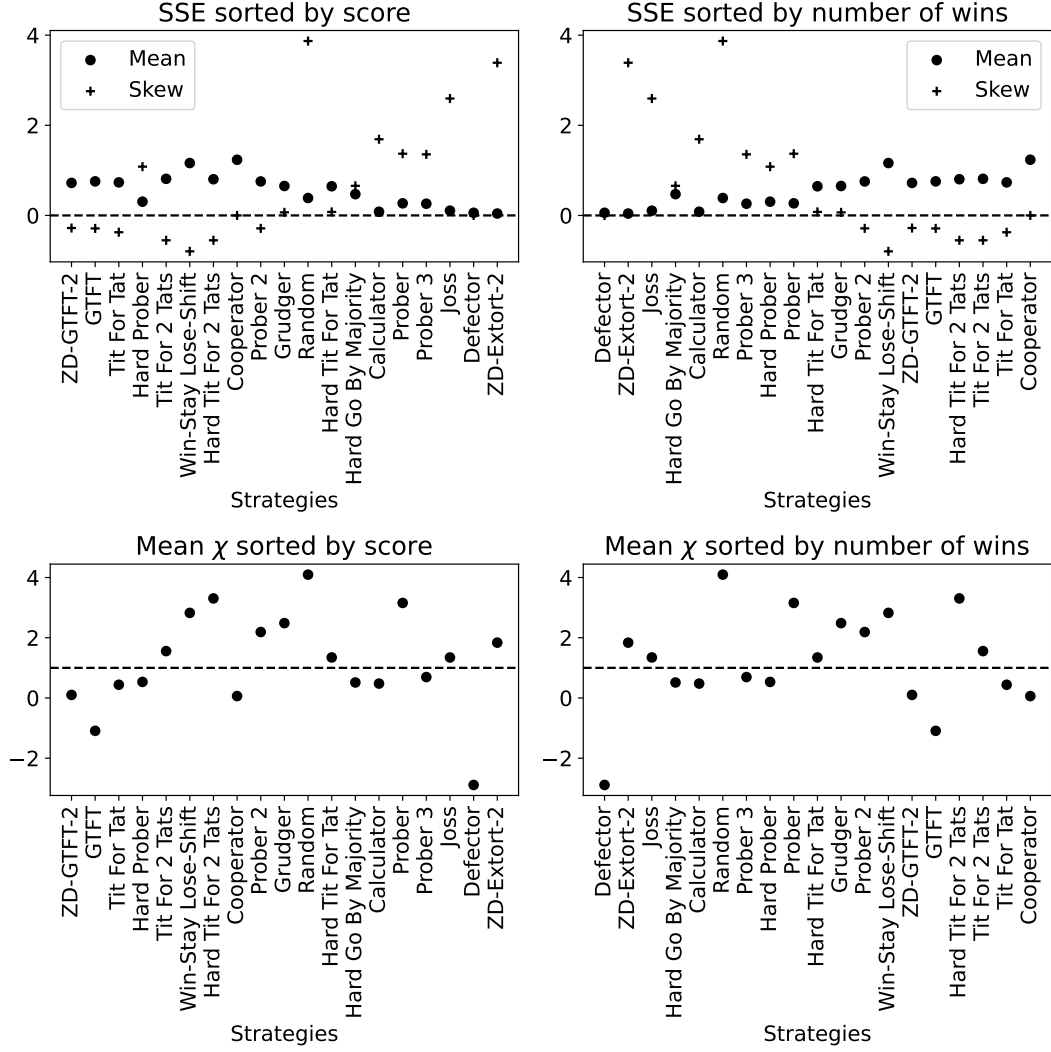 SSE sorted by score
4
2
0
Mean
Skew
ZD-GTFT-2
GTFT
Tit For Tat
Hard Prober
Tit For 2 Tats
Win-Stay Lose-Shift
Hard Tit For 2 Tats
Cooperator
Prober 2
Grudger
Random
Hard Tit For Tat
Hard Go By Majority
Calculator
Prober
Prober 3
Joss
Defector
ZD-Extort-2
Strategies
SSE sorted by number of wins
4
2
0
Mean
Skew
Defector
ZD-Extort-2
Joss
Hard Go By Majority
Calculator
Random
Prober 3
Hard Prober
Prober
Hard Tit For Tat
Grudger
Prober 2
Win-Stay Lose-Shift
ZD-GTFT-2
GTFT
Hard Tit For 2 Tats
Tit For 2 Tats
Tit For Tat
Cooperator
Strategies
Mean χ sorted by score
4
2
0
−2
ZD-GTFT-2
GTFT
Tit For Tat
Hard Prober
Tit For 2 Tats
Win-Stay Lose-Shift
Hard Tit For 2 Tats
Cooperator
Prober 2
Grudger
Random
Hard Tit For Tat
Hard Go By Majority
Calculator
Prober
Prober 3
Joss
Defector
ZD-Extort-2
Strategies
Mean χ sorted by number of wins
4
2
0
−2
Defector
ZD-Extort-2
Joss
Hard Go By Majority
Calculator
Random
Prober 3
Hard Prober
Prober
Hard Tit For Tat
Grudger
Prober 2
Win-Stay Lose-Shift
ZD-GTFT-2
GTFT
Hard Tit For 2 Tats
Tit For 2 Tats
Tit For Tat
Cooperator
Strategies